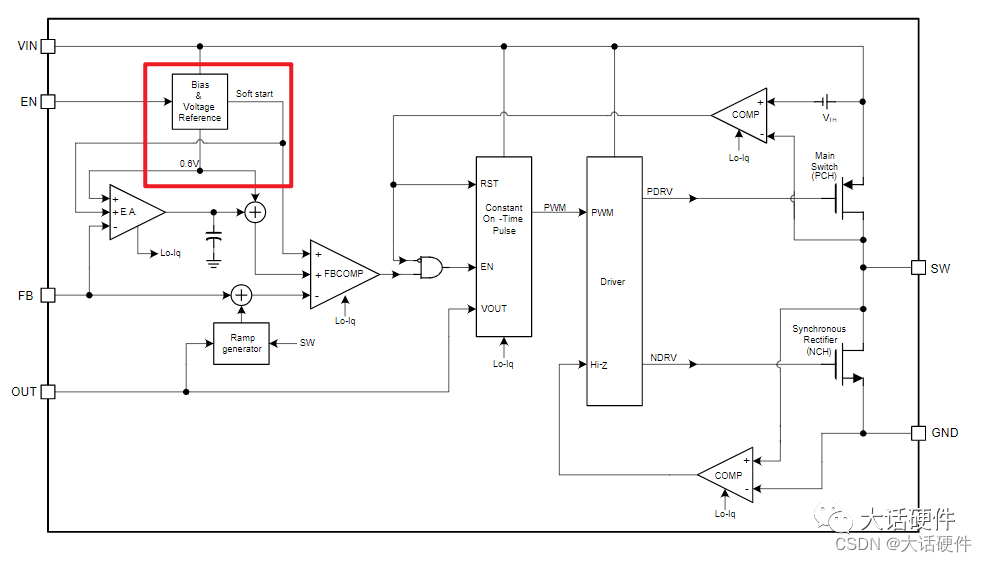 VIN
EN
Bias
&
Voltage
Reference
Soft start
0.6V
+
+ E.A.
-
Lo-Iq
+
+ FBCOMP
-
Lo-Iq
FB
+
+
Ramp
generator
SW
OUT
RST
Constant
On -Time
Pulse
EN
VOUT
Lo-Iq
PWM
PWM
Driver
Hi-Z
PDRV
NDRV
+
COMP
-
Lo-Iq
VIH
Main
Switch
(PCH)
SW
Synchronous
Rectifier
(NCH)
GND
+
COMP
-
Lo-Iq
大话硬件
CSDN @大话硬件